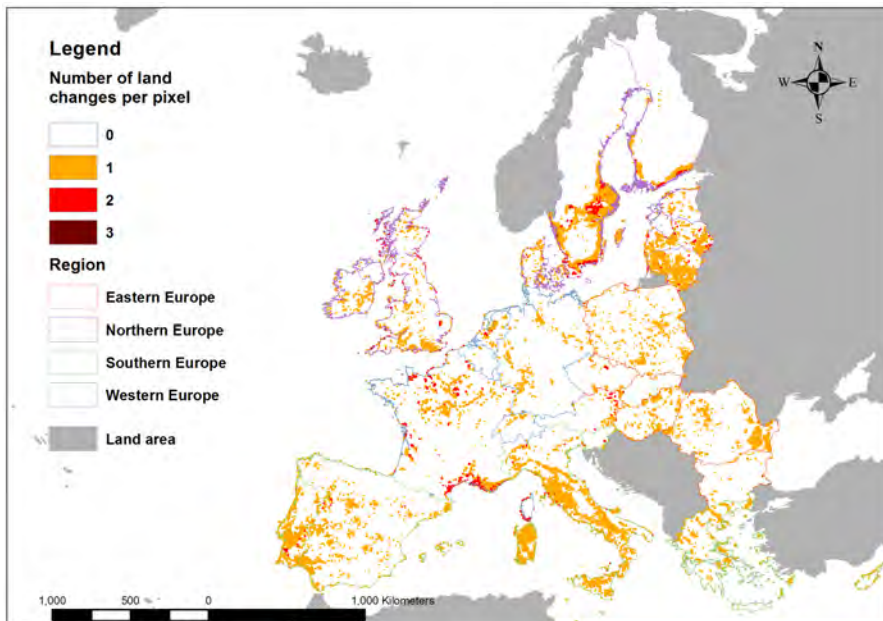 Legend
Number of land
changes per pixel
0
1
2
3
Region
Eastern Europe
Northern Europe
Southern Europe
Western Europe
Land area
N
W
E
S
1,000
500
0
1,000 Kilometers